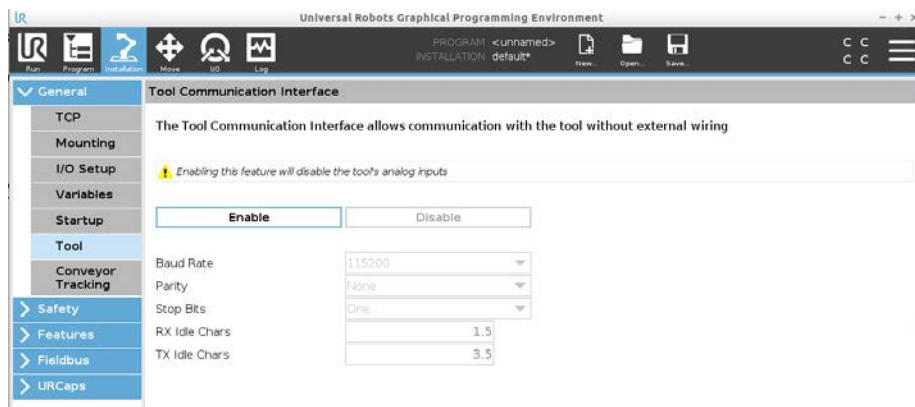 UR
Universal Robots Graphical Programming Environment
UR
Run
Program
Installation
Move
I/O
Log
PROGRAM <unnamed>
INSTALLATION default*
New...
Open...
Save...
C C
C C
General
TCP
Mounting
I/O Setup
Variables
Startup
Tool
Conveyor
Tracking
Safety
Features
Fieldbus
URCaps
Tool Communication Interface
The Tool Communication Interface allows communication with the tool without external wiring
Enabling this feature will disable the tool's analog inputs
Enable Disable
Baud Rate 115200
Parity None
Stop Bits One
RX Idle Chars 1.5
TX Idle Chars 3.5